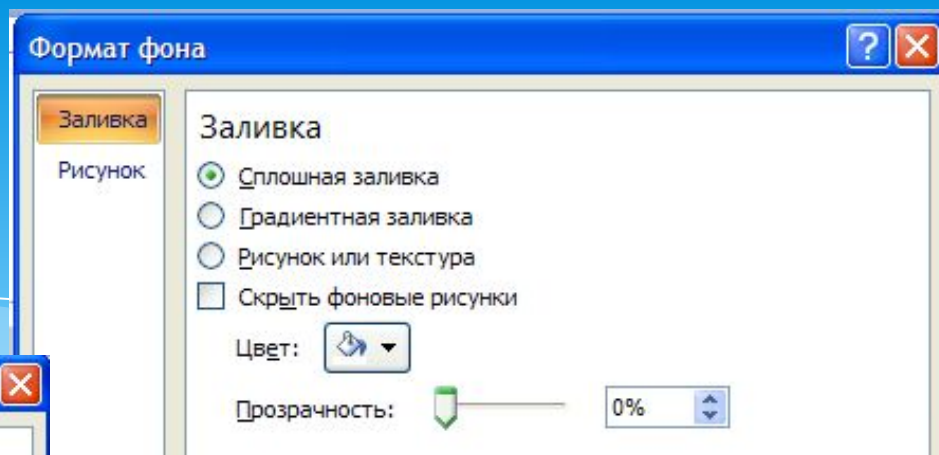 Формат фона
Заливка
Рисунок
Заливка
Сплошная заливка
Градиентная заливка
Рисунок или текстура
Скрыть фоновые рисунки
Цвет:
Прозрачность: 0%